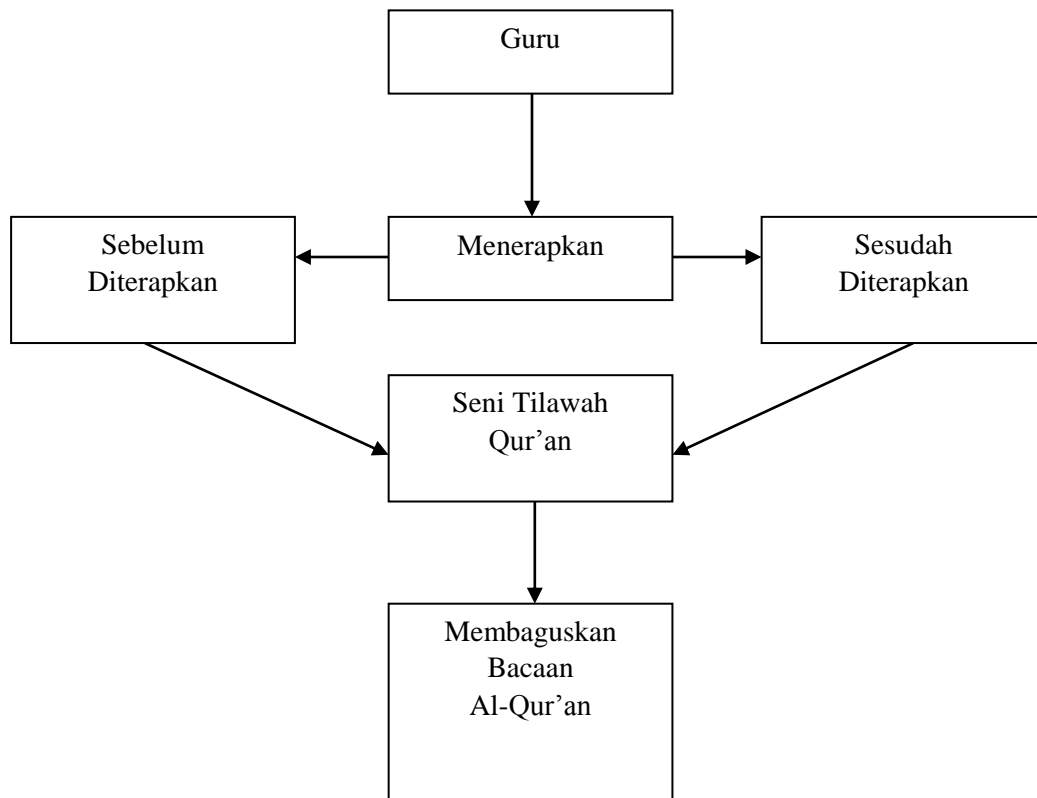 Guru
Menerapkan
Sebelum
Diterapkan
Sesudah
Diterapkan
Seni Tilawah
Qur’an
Membaguskan
Bacaan
Al-Qur’an